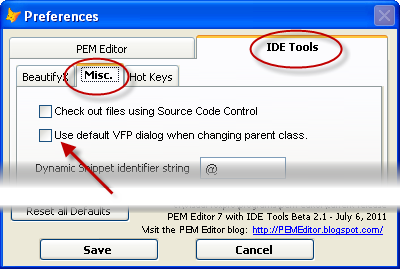 Preferences
PEM Editor
IDE Tools
BeautifyX
Misc.
Hot Keys
Check out files using Source Code Control
Use default VFP dialog when changing parent class.
Dynamic Snippet identifier string
@
Reset all Defaults
PEM Editor 7 with IDE Tools Beta 2.1 - July 6, 2011
Visit the PEM Editor blog: http://PEMEditor.blogspot.com/
Save
Cancel